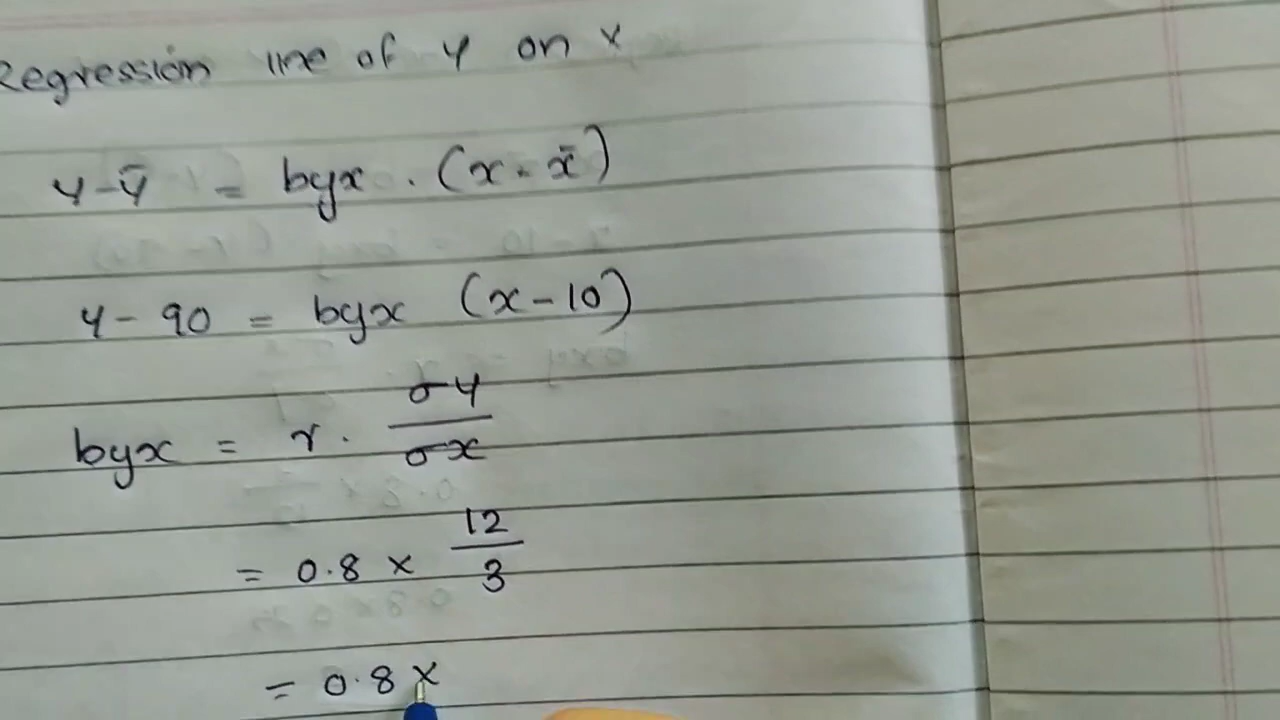 Regression line of y on x
y - ȳ = byx . (x - x̄)
y - 90 = byx (x - 10)
byx = r . σy / σx
= 0.8 × 12 / 3
= 0.8 ×